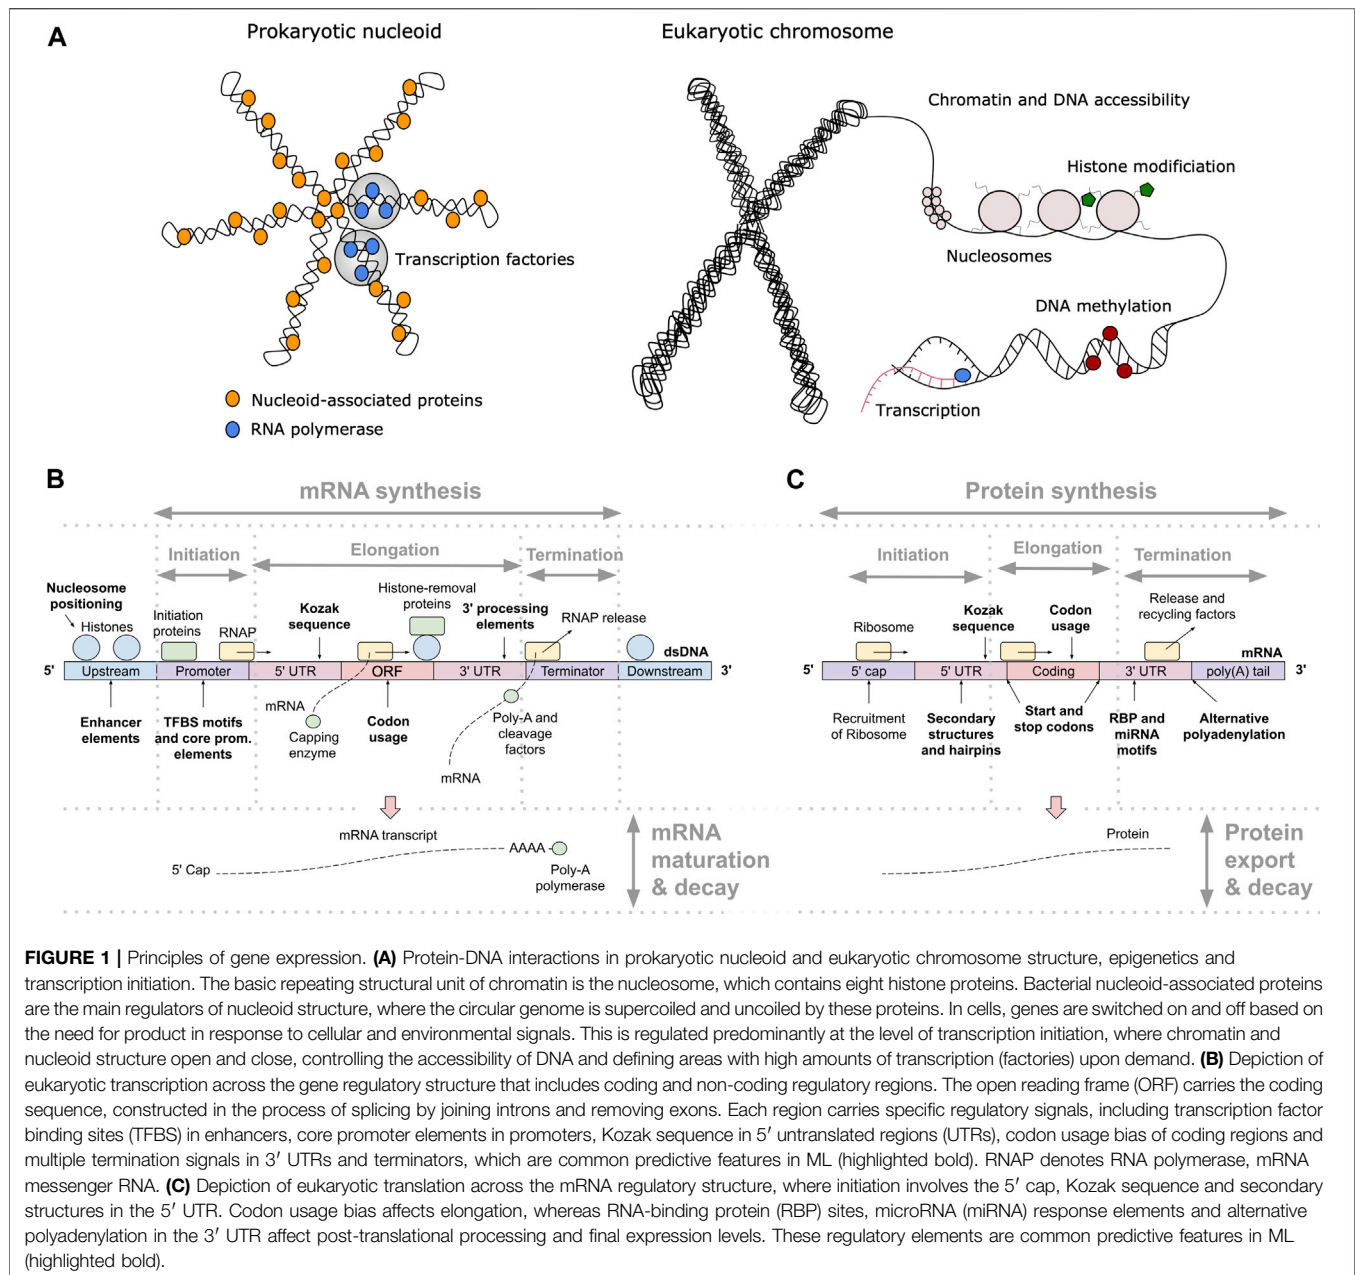 A
Prokaryotic nucleoid
Eukaryotic chromosome
Chromatin and DNA accessibility
Histone modificiation
Nucleosomes
Transcription factories
DNA methylation
Transcription
Nucleoid-associated proteins
RNA polymerase
B
mRNA synthesis
Initiation
Elongation
Termination
Nucleosome
positioning
Histones
Initiation
proteins
RNAP
Kozak
sequence
Histone-removal
proteins
3' processing
elements
RNAP release
dsDNA
5'
Upstream
Promoter
5' UTR
ORF
3' UTR
Terminator
Downstream
3'
Enhancer
elements
TFBS motifs
and core prom.
elements
mRNA
Capping
enzyme
Codon
usage
mRNA
Poly-A and
cleavage
factors
mRNA transcript
5' Cap
AAAA
Poly-A
polymerase
mRNA
maturation
& decay
C
Protein synthesis
Initiation
Elongation
Termination
Ribosome
Kozak
sequence
Codon
usage
Release and
recycling factors
mRNA
5'
5' cap
5' UTR
Coding
3' UTR
poly(A) tail
3'
Recruitment
of Ribosome
Secondary
structures
and hairpins
Start and
stop codons
RBP and
miRNA
motifs
Alternative
polyadenylation
Protein
Protein
export
& decay
FIGURE 1 | Principles of gene expression. (A) Protein-DNA interactions in prokaryotic nucleoid and eukaryotic chromosome structure, epigenetics and
transcription initiation. The basic repeating structural unit of chromatin is the nucleosome, which contains eight histone proteins. Bacterial nucleoid-associated proteins
are the main regulators of nucleoid structure, where the circular genome is supercoiled and uncoiled by these proteins. In cells, genes are switched on and off based on
the need for product in response to cellular and environmental signals. This is regulated predominantly at the level of transcription initiation, where chromatin and
nucleoid structure open and close, controlling the accessibility of DNA and defining areas with high amounts of transcription (factories) upon demand. (B) Depiction of
eukaryotic transcription across the gene regulatory structure that includes coding and non-coding regulatory regions. The open reading frame (ORF) carries the coding
sequence, constructed in the process of splicing by joining introns and removing exons. Each region carries specific regulatory signals, including transcription factor
binding sites (TFBS) in enhancers, core promoter elements in promoters, Kozak sequence in 5′ untranslated regions (UTRs), codon usage bias of coding regions and
multiple termination signals in 3′ UTRs and terminators, which are common predictive features in ML (highlighted bold). RNAP denotes RNA polymerase, mRNA
messenger RNA. (C) Depiction of eukaryotic translation across the mRNA regulatory structure, where initiation involves the 5′ cap, Kozak sequence and secondary
structures in the 5′ UTR. Codon usage bias affects elongation, whereas RNA-binding protein (RBP) sites, microRNA (miRNA) response elements and alternative
polyadenylation in the 3′ UTR affect post-translational processing and final expression levels. These regulatory elements are common predictive features in ML
(highlighted bold).